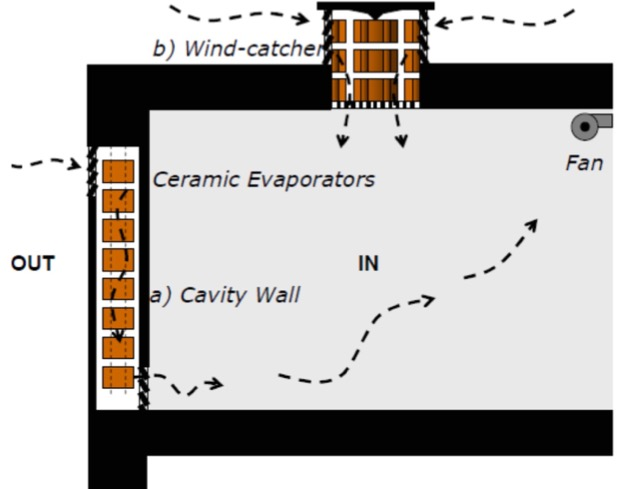 b) Wind-catcher
Fan
Ceramic Evaporators
OUT
IN
a) Cavity Wall